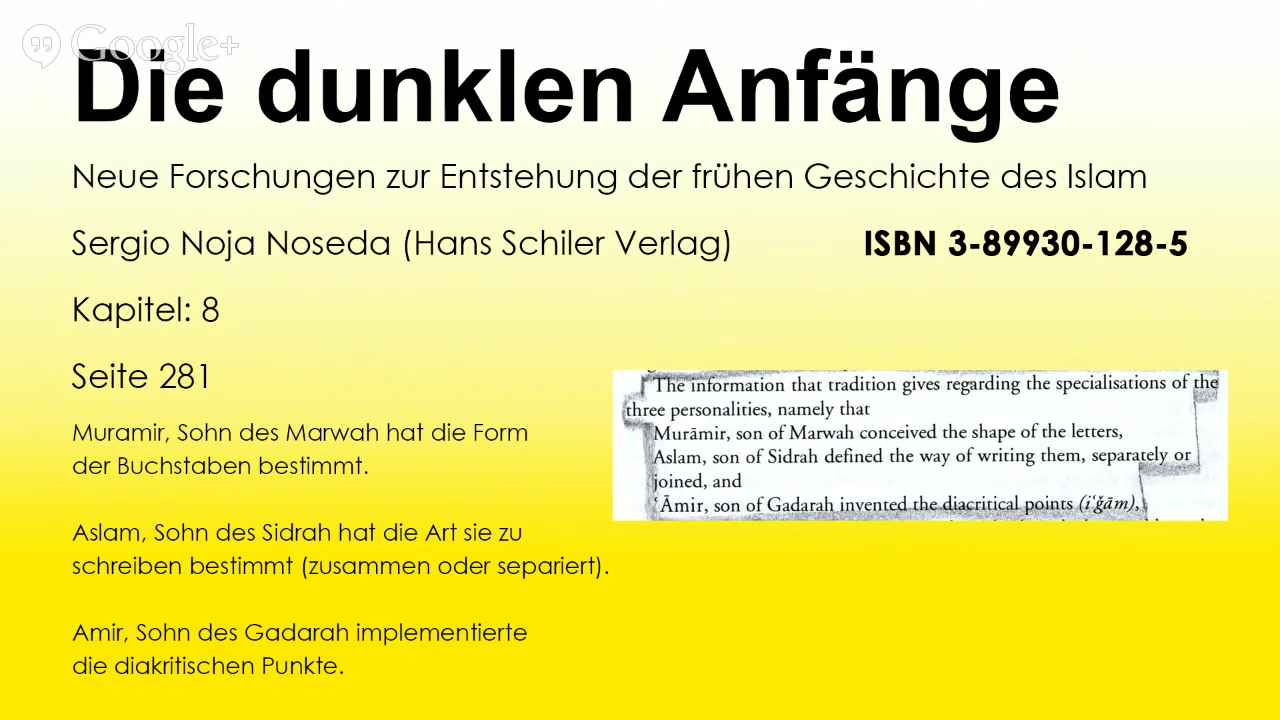 Google+
Die dunklen Anfänge
Neue Forschungen zur Entstehung der frühen Geschichte des Islam
Sergio Noja Noseda (Hans Schiler Verlag) ISBN 3-89930-128-5
Kapitel: 8
Seite 281
Muramir, Sohn des Marwah hat die Form
der Buchstaben bestimmt.
Aslam, Sohn des Sidrah hat die Art sie zu
schreiben bestimmt (zusammen oder separiert).
Amir, Sohn des Gadarah implementierte
die diakritischen Punkte.
The information that tradition gives regarding the specialisations of the
three personalities, namely that
Murāmir, son of Marwah conceived the shape of the letters,
Aslam, son of Sidrah defined the way of writing them, separately or
joined, and
ʿĀmir, son of Gadarah invented the diacritical points (iʿǧām),